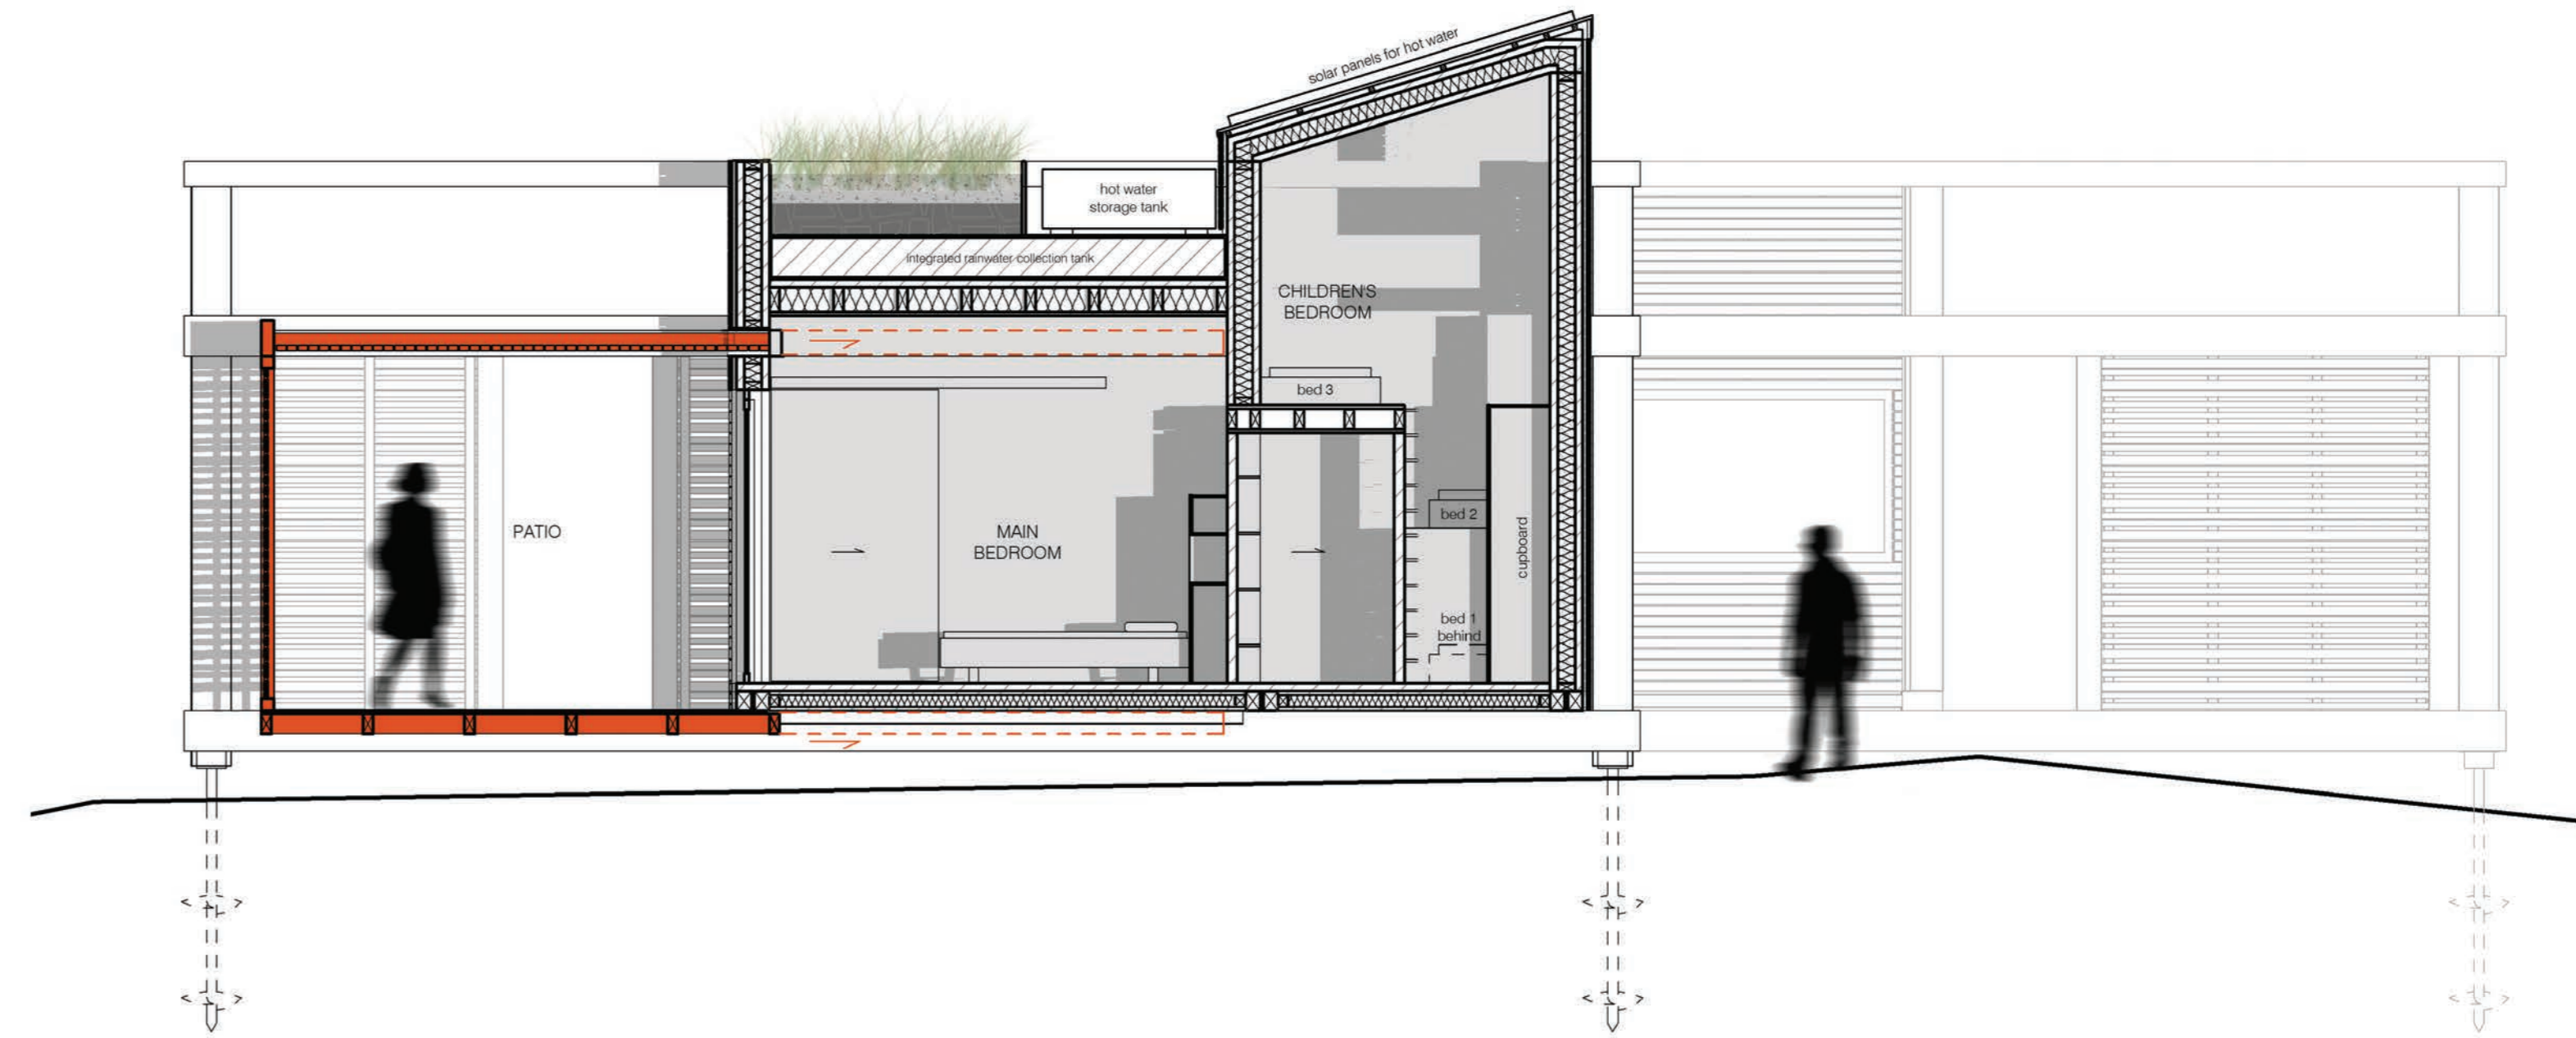 solar panels for hot water
hot water
storage tank
integrated rainwater collection tank
CHILDREN'S
BEDROOM
bed 3
PATIO
MAIN
BEDROOM
bed 2
cupboard
bed 1
behind